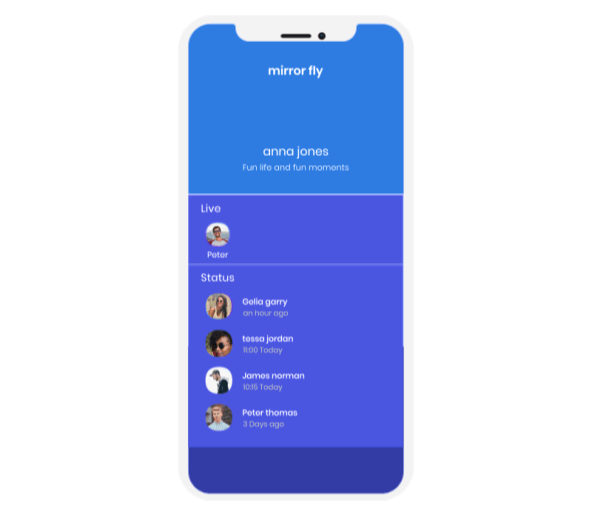 mirror fly
anna jones
Fun life and fun moments
Live
Peter
Status
Gelia garry
an hour ago
tessa jordan
11:00 Today
James norman
10:15 Today
Peter thomas
3 Days ago